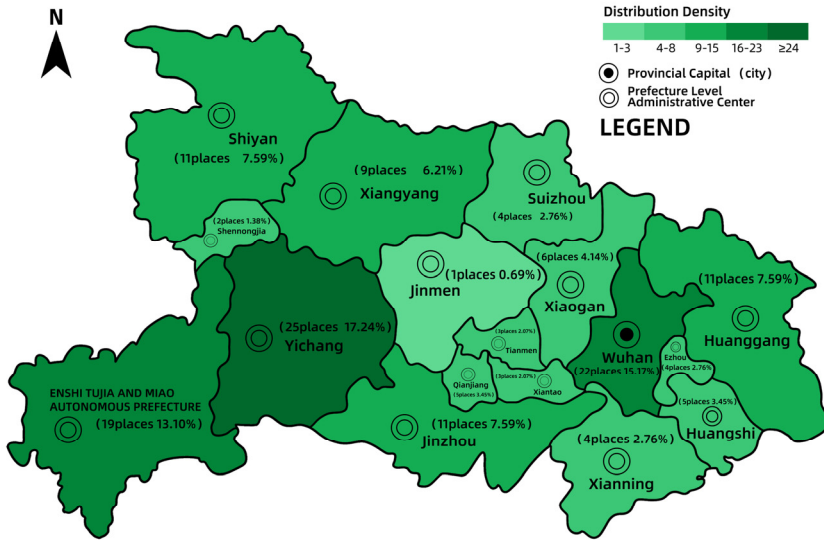 N
Distribution Density
1-3 4-8 9-15 16-23 ≥24
Provincial Capital (city)
Prefecture Level
Administrative Center
LEGEND
Shiyan
(11places 7.59%)
(9places 6.21%)
Xiangyang
Suizhou
(4places 2.76%)
(2places 1.38%)
Shennongjia
(1places 0.69%)
Jinmen
(6places 4.14%)
Xiaogan
(11places 7.59%)
Huanggang
(25places 17.24%)
Yichang
(3places 2.07%)
Tianmen
Wuhan
(22places 15.17%)
Ezhou
(4places 2.76%
Qianjiang
(5places 3.45%)
(3places 2.07%)
Xiantao
ENSHI TUJIA AND MIAO
AUTONOMOUS PREFECTURE
(19places 13.10%)
(11places 7.59%)
Jinzhou
(5places 3.45%)
Huangshi
(4places 2.76%)
Xianning